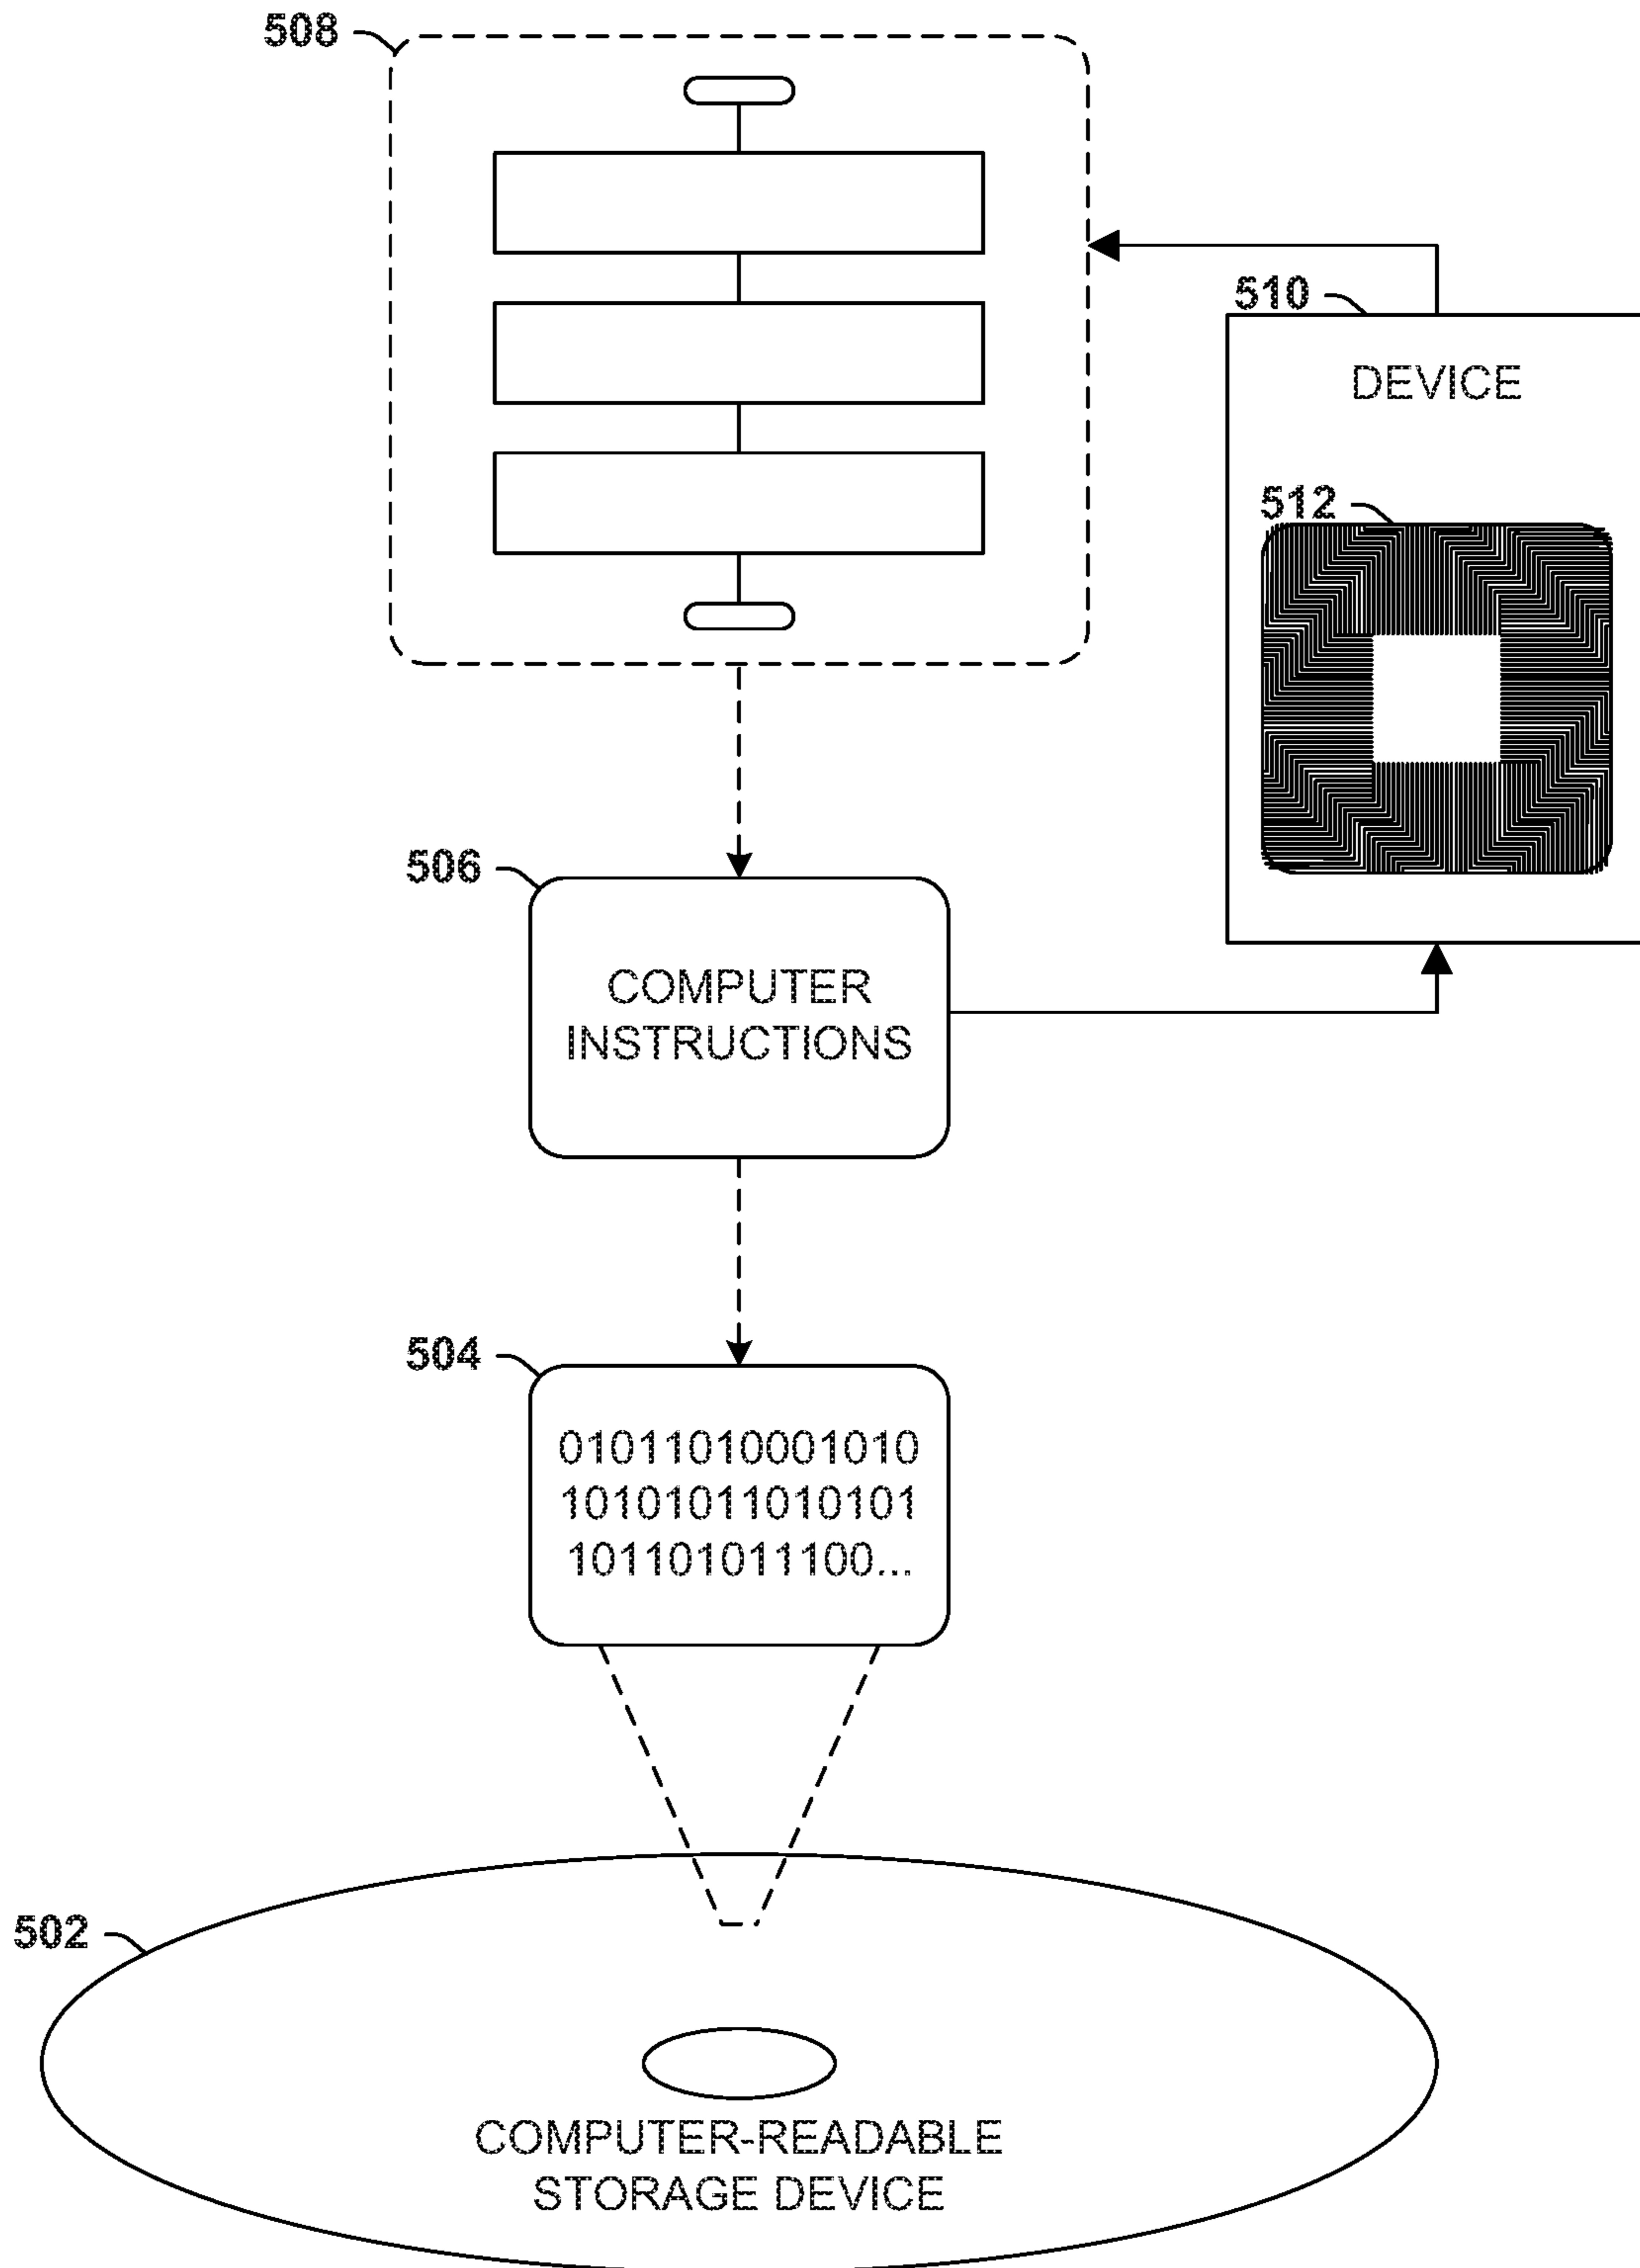 508
510
DEVICE
512
506
COMPUTER
INSTRUCTIONS
504
01011010001010
10101011010101
101101011100...
502
COMPUTER-READABLE
STORAGE DEVICE